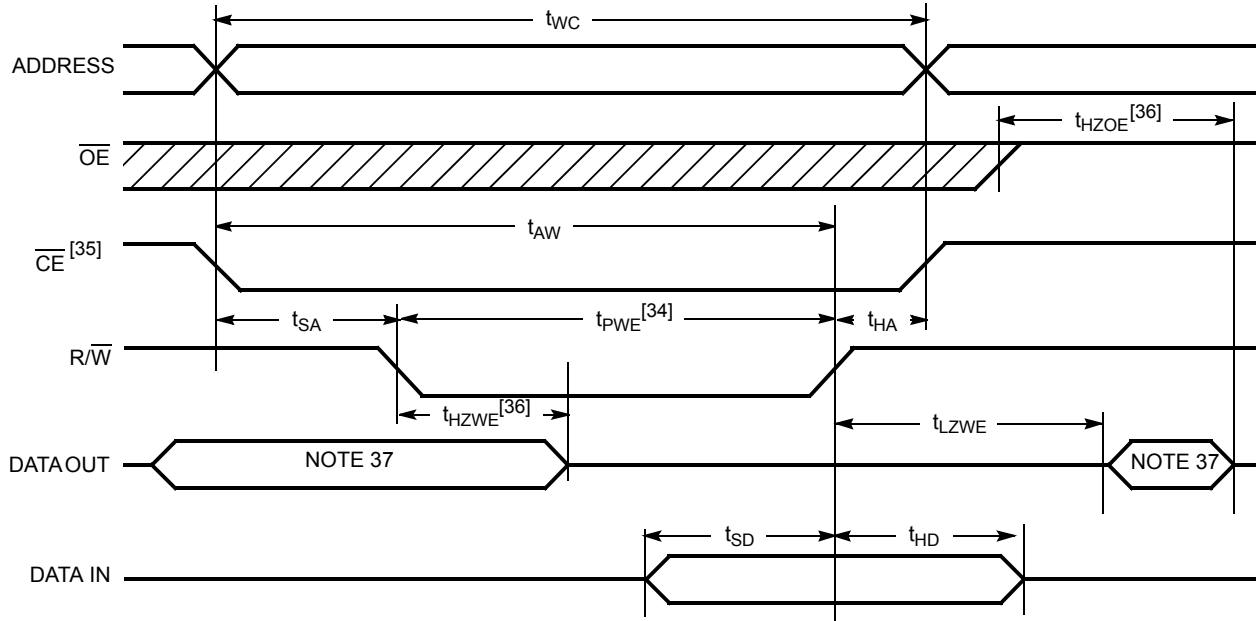 tWC
ADDRESS
tHZOE[36]
OE
tAW
CE[35]
tSA
tPWE[34]
tHA
R/W
tHZWE[36]
tLZWE
DATA OUT
NOTE 37
NOTE 37
tSD
tHD
DATA IN